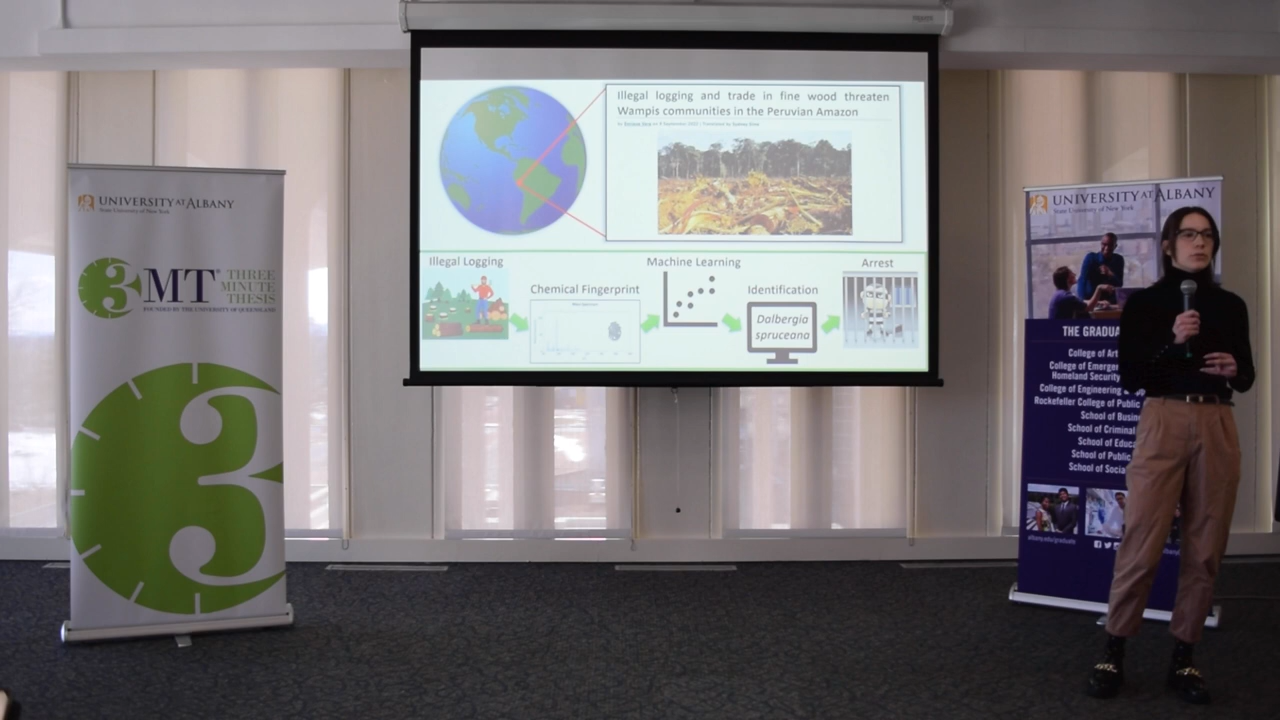 UNIVERSITY AT ALBANY
State University of New York
3MT® THREE
MINUTE
THESIS
FOUNDED BY THE UNIVERSITY OF QUEENSLAND
Illegal logging and trade in fine wood threaten
Wampis communities in the Peruvian Amazon
Illegal Logging
Chemical Fingerprint
Machine Learning
Identification
Dalbergia
spruceana
Arrest
UNIVERSITY AT ALBANY
State University of New York
THE GRADUA
College of Art
College of Emerge
Homeland Security
College of Engineering &
Rockefeller College of Public
School of Busin
School of Criminal
School of Educa
School of Public
School of Socia
albany.edu/graduate